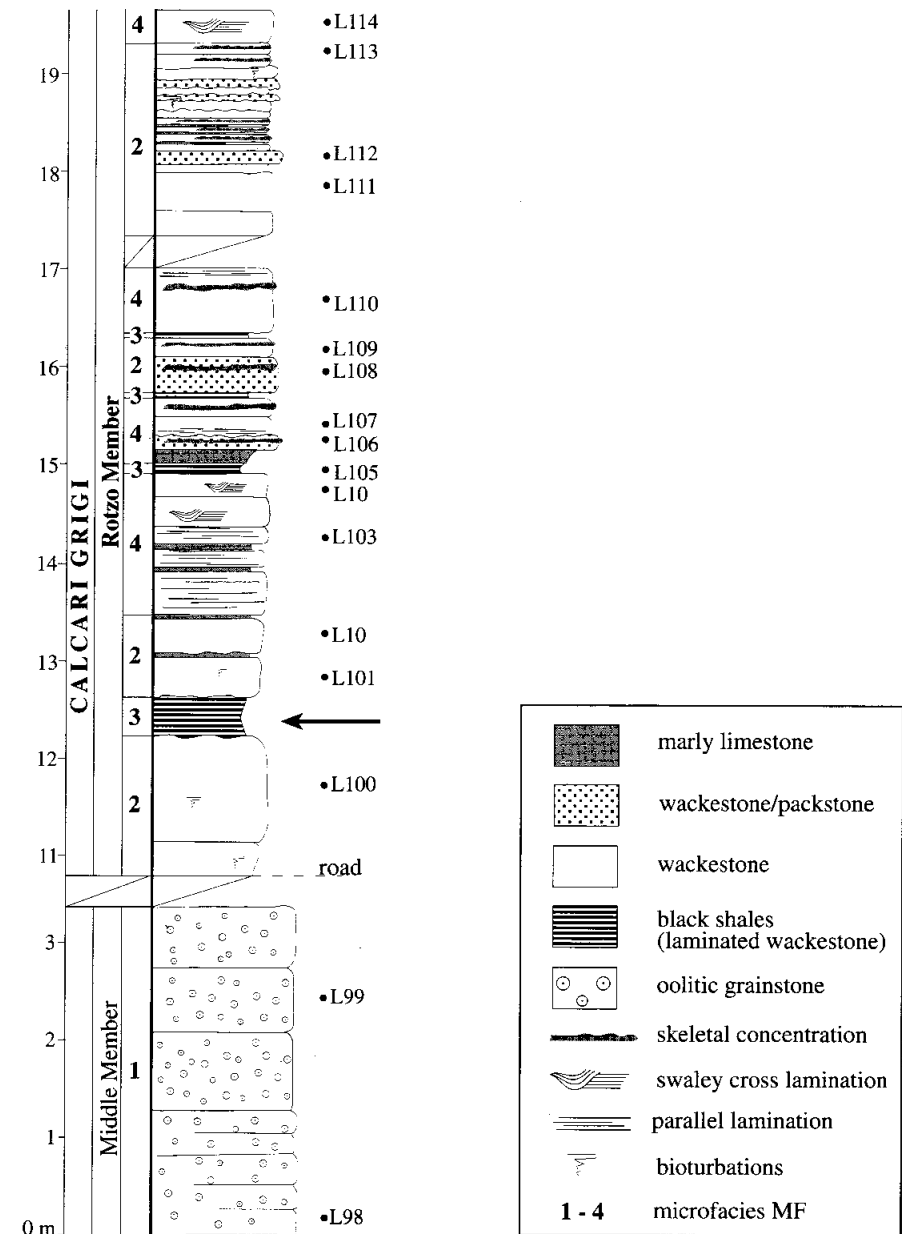 4
L114
L113
19
2
L112
18
L111
17
4
L110
3
L109
16
2
L108
3
L107
4
L106
15
3
L105
L10
4
L103
14
L10
13
2
L101
3
12
L100
2
11
road
CALCARI GRIGI
Rotzo Member
3
L99
2
1
1
Middle Member
L98
0 m
marly limestone
wackestone/packstone
wackestone
black shales
(laminated wackestone)
oolitic grainstone
skeletal concentration
swaley cross lamination
parallel lamination
bioturbations
1 - 4 microfacies MF